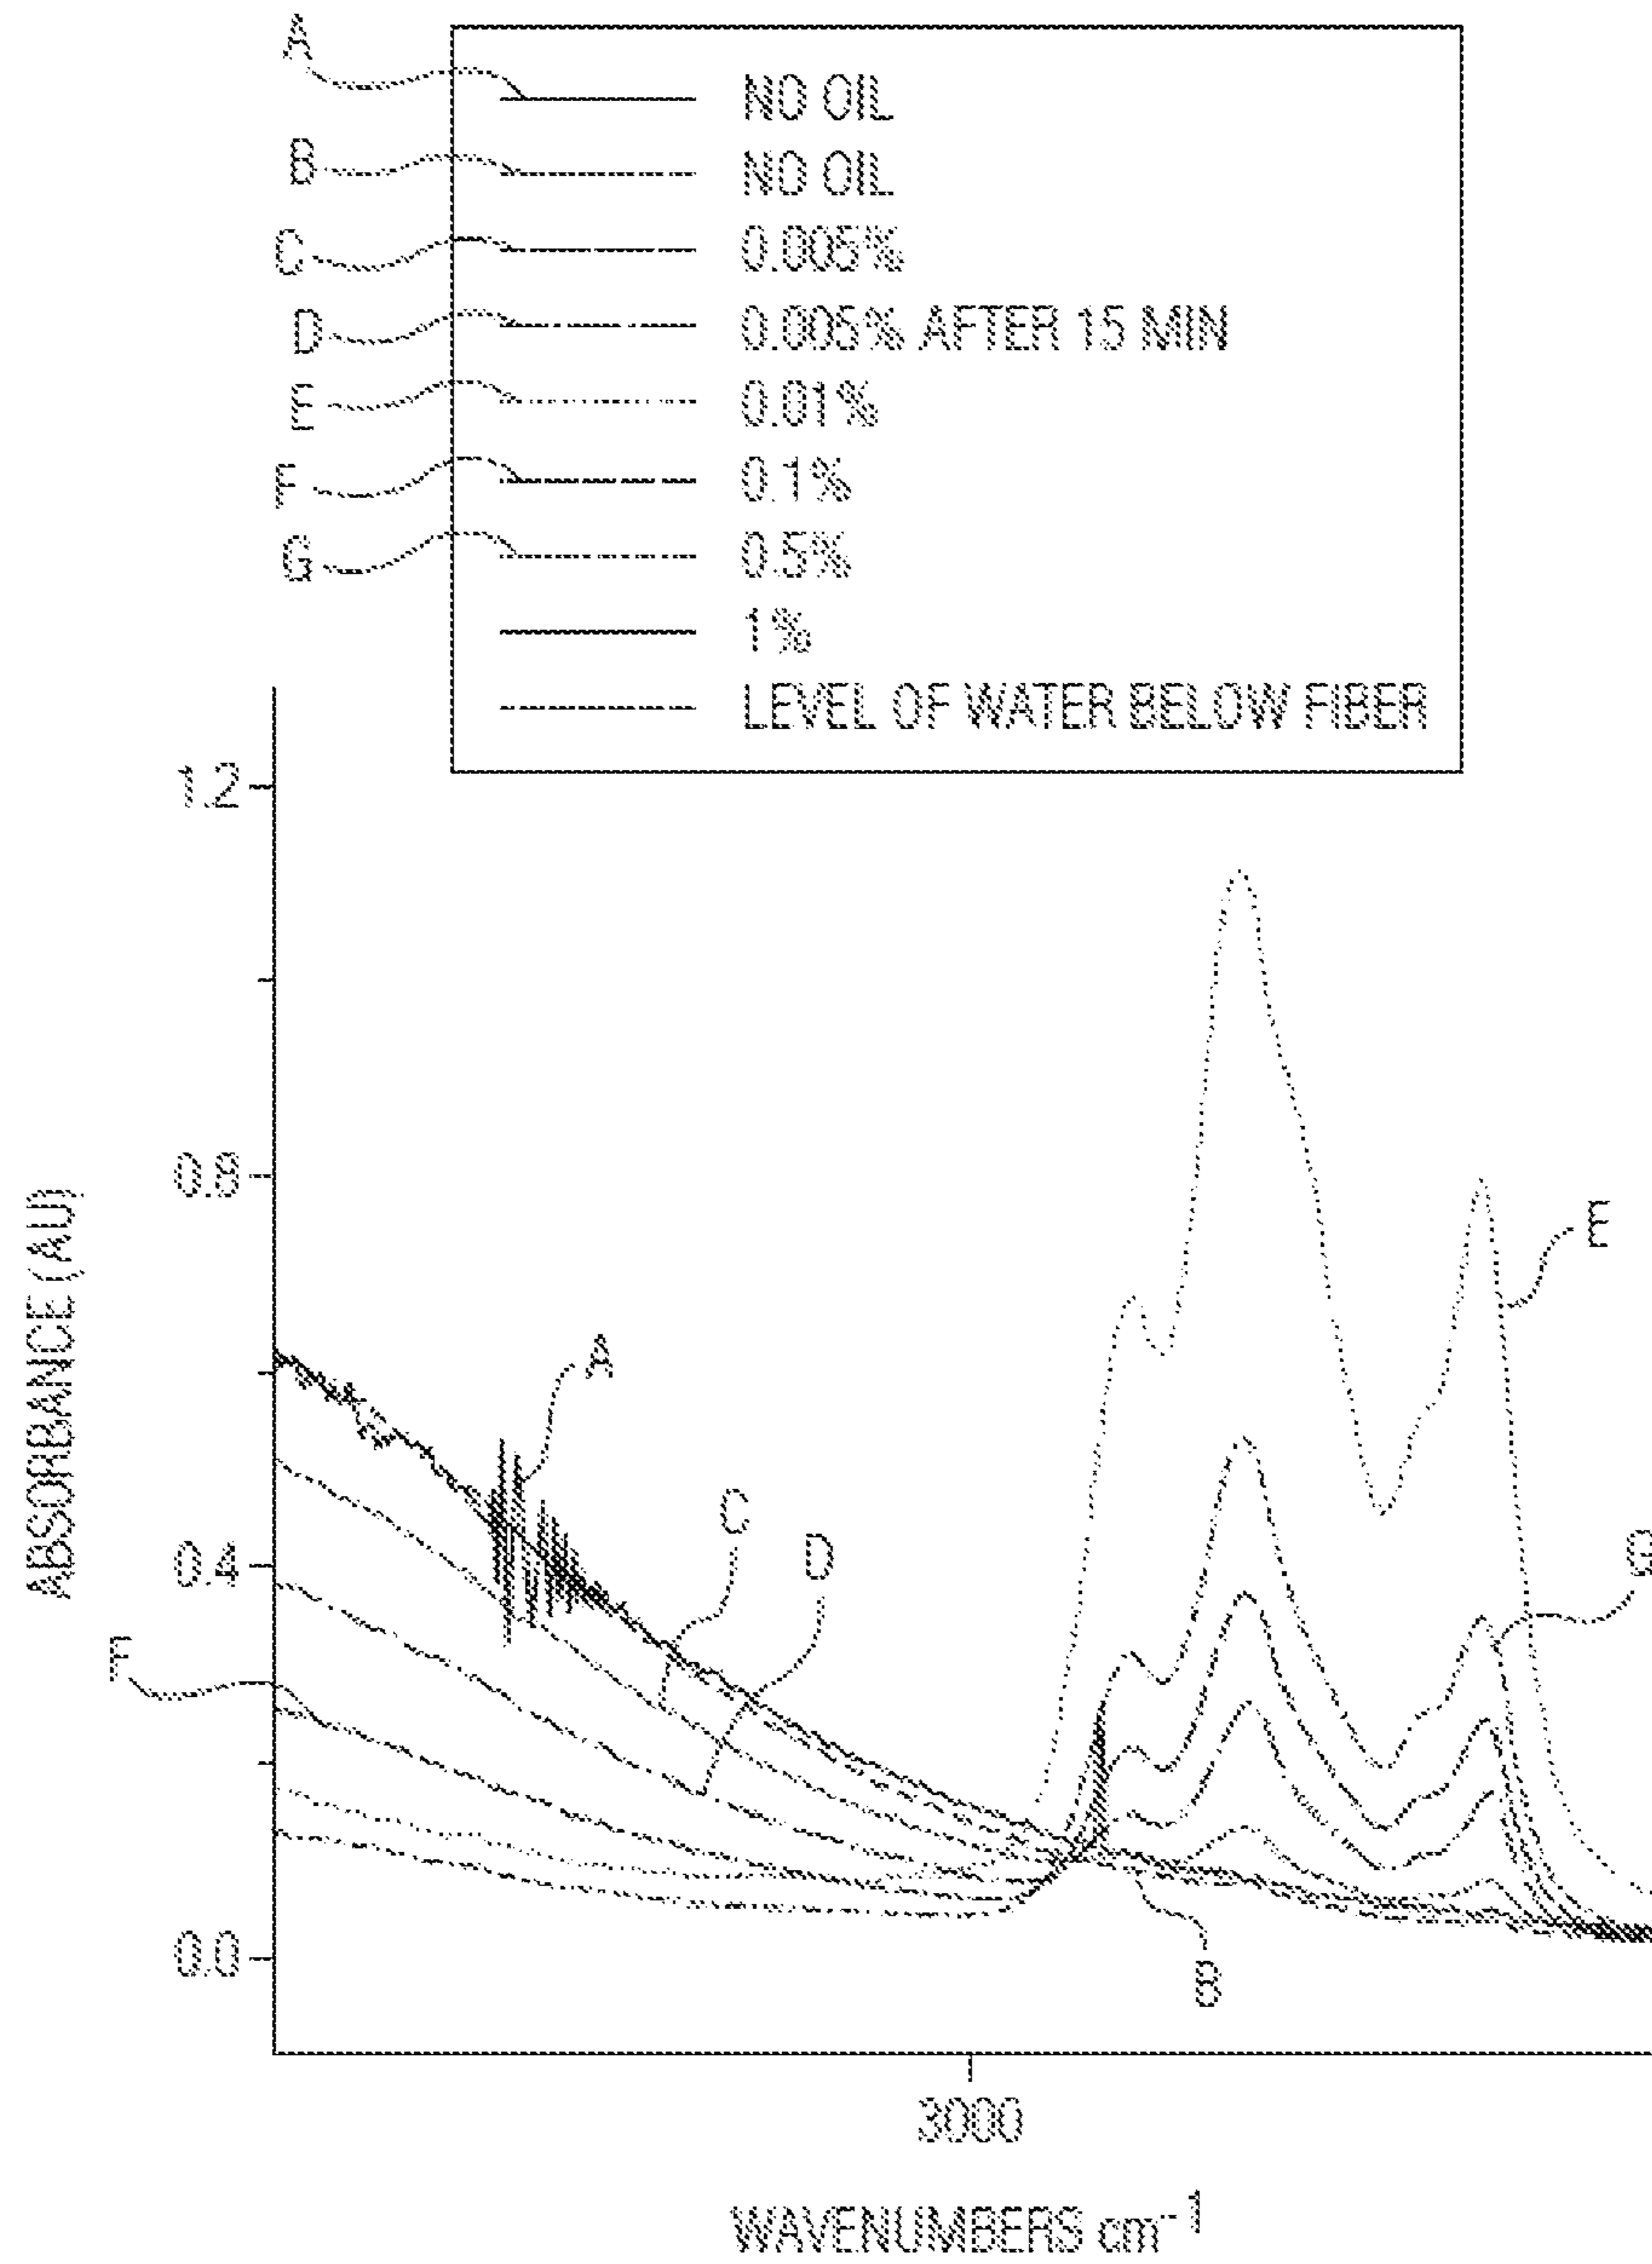 A NO OIL
B NO OIL
C 0.005%
D 0.005% AFTER 15 MIN
E 0.01%
F 0.1%
G 0.5%
1%
LEVEL OF WATER BELOW FIBER
1.2
0.8
0.4
0.0
ABSORBANCE (AU)
A
C
D
F
E
G
B
3000
WAVENUMBERS cm-1